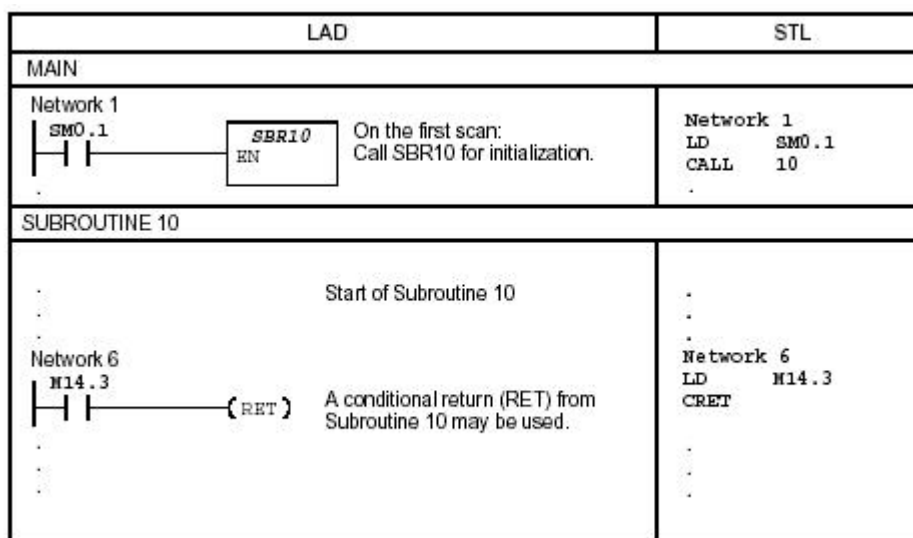 LAD STL
MAIN
Network 1
SM0.1
SBR10
EN
On the first scan:
Call SBR10 for initialization.
Network 1
LD SM0.1
CALL 10
.
.
SUBROUTINE 10
.
.
.
Start of Subroutine 10
Network 6
M14.3
RET
A conditional return (RET) from
Subroutine 10 may be used.
.
.
.
.
.
.
Network 6
LD M14.3
CRET
.
.
.